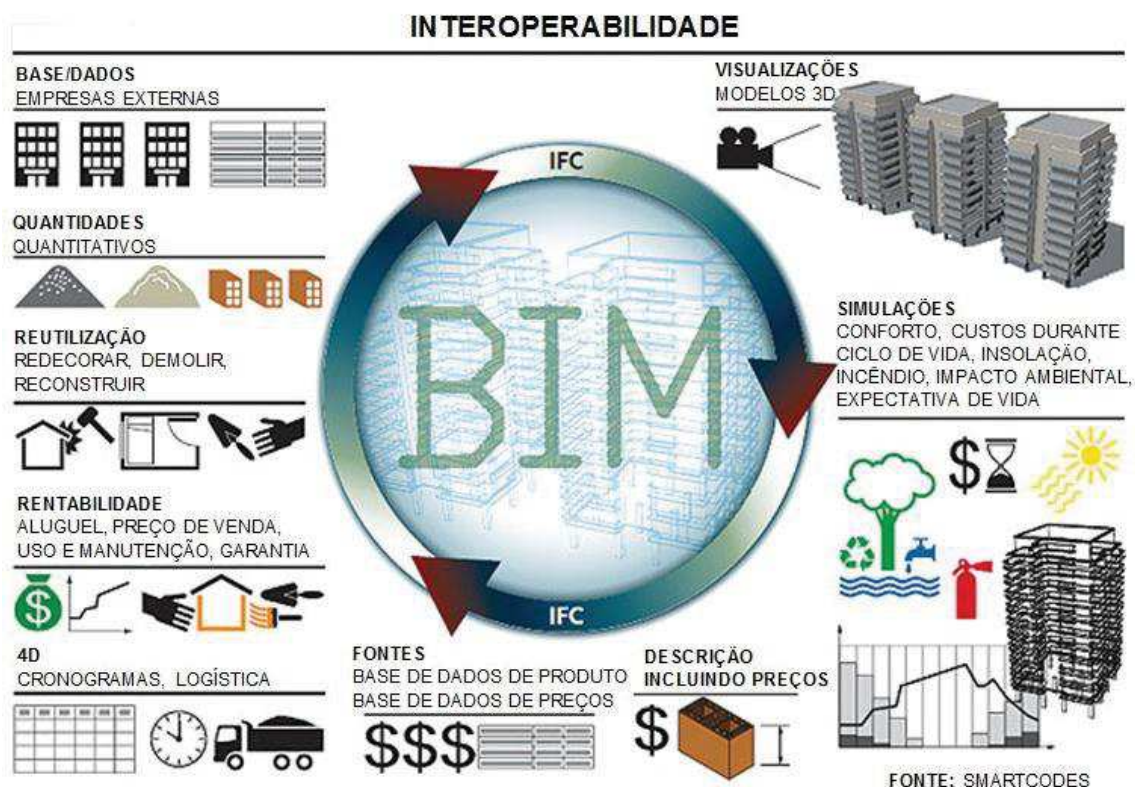 INTEROPERABILIDADE
BASE/DADOS
EMPRESAS EXTERNAS
QUANTIDADES
QUANTITATIVOS
REUTILIZAÇÃO
REDECORAR, DEMOLIR,
RECONSTRUIR
RENTABILIDADE
ALUGUEL, PREÇO DE VENDA,
USO E MANUTENÇÃO, GARANTIA
$
4D
CRONOGRAMAS, LOGÍSTICA
IFC
BIM
IFC
FONTES
BASE DE DADOS DE PRODUTO
BASE DE DADOS DE PREÇOS
$$$
DESCRIÇÃO
INCLUINDO PREÇOS
$
VISUALIZAÇÕES
MODELOS 3D
SIMULAÇÕES
CONFORTO, CUSTOS DURANTE
CICLO DE VIDA, INSOLAÇÃO,
INCÊNDIO, IMPACTO AMBIENTAL,
EXPECTATIVA DE VIDA
$
FONTE: SMARTCODES